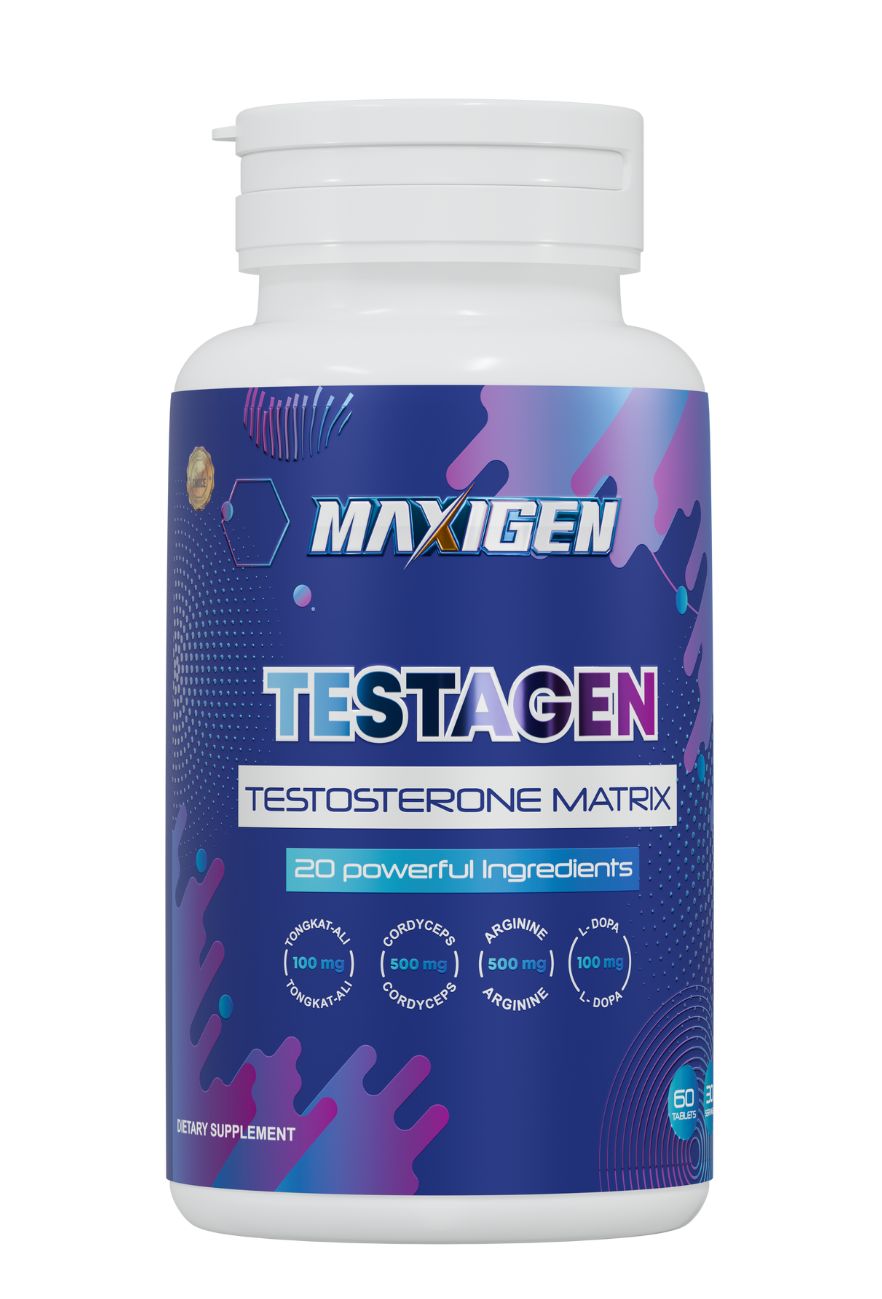 MAXIGEN
TESTAGEN
TESTOSTERONE MATRIX
20 powerful Ingredients
TONGKAT-ALI
100 mg
TONGKAT-ALI
CORDYCEPS
500 mg
CORDYCEPS
ARGININE
500 mg
ARGININE
L- DOPA
100 mg
L- DOPA
60
TABLETS
DIETARY SUPPLEMENT